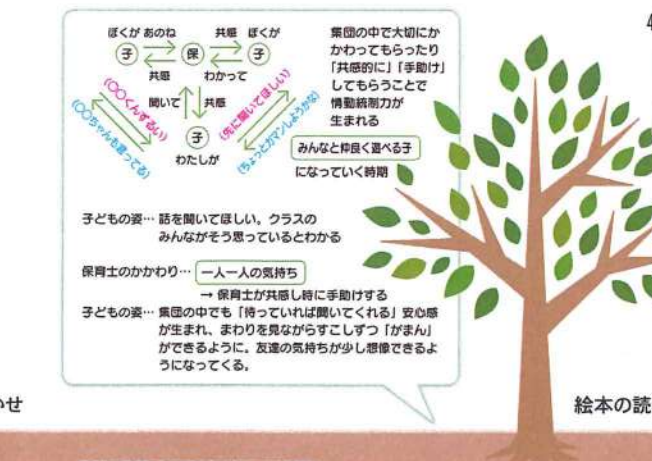 ぼくが あのね 共感 ぼくが
子 保 子
共感 わかって
聞いて 共感
(○○くんずるい)
(○○ちゃんも思ってる)
(先に聞いてほしい)
(ちょっとガマンしようかな)
子
わたしが
集団の中で大切にか
かわってもらったり
「共感的に」「手助け」
してもらうことで
情動統制力が
生まれる
みんなと仲良く遊べる子
になっていく時期
子どもの姿… 話を聞いてほしい。クラスの
みんながそう思っているとわかる
保育士のかかわり… 一人一人の気持ち
→ 保育士が共感し時に手助けする
子どもの姿… 集団の中でも「待っていれば聞いてくれる」安心感
が生まれ、まわりを見ながらすこしずつ「がまん」
ができるように。友達の気持ちが少し想像できるよ
うになってくる。
4
かせ
絵本の読